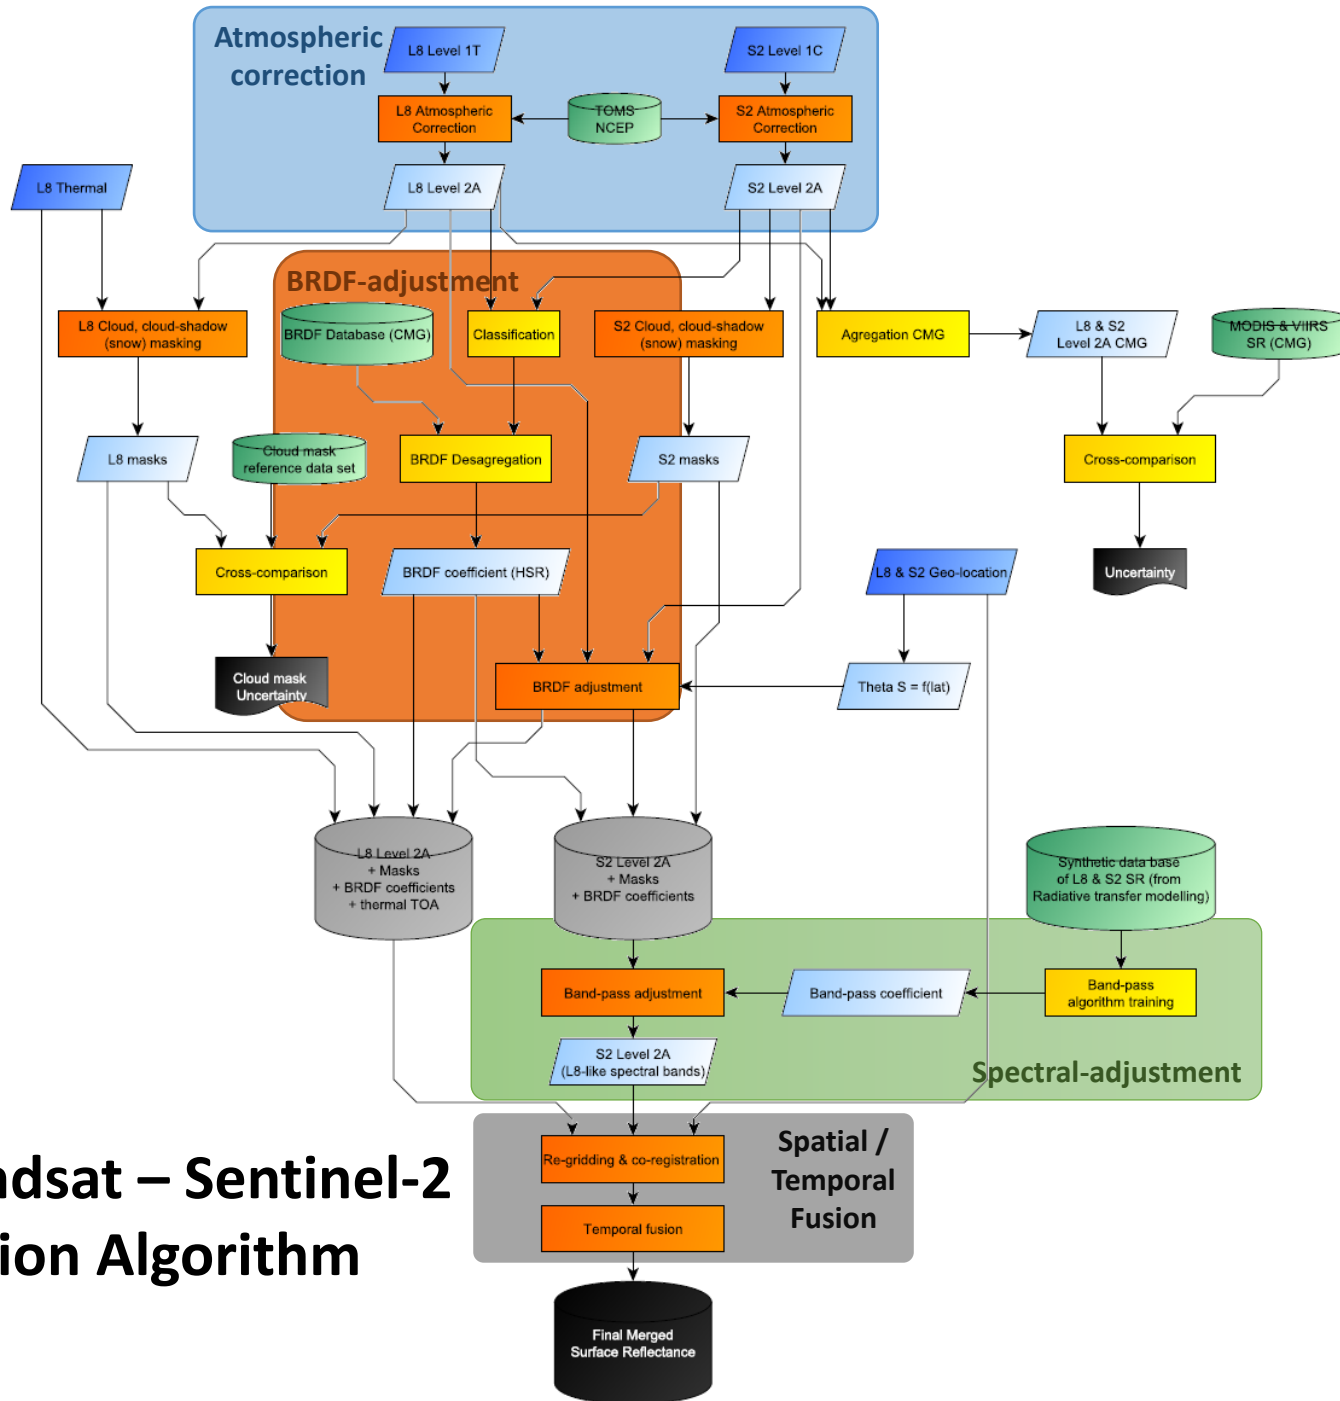 Atmospheric
correction
L8 Level 1T
S2 Level 1C
L8 Atmospheric
Correction
TOMS
NCEP
S2 Atmospheric
Correction
L8 Thermal
L8 Level 2A
S2 Level 2A
BRDF-adjustment
L8 Cloud, cloud-shadow
(snow) masking
BRDF Database (CMG)
Classification
S2 Cloud, cloud-shadow
(snow) masking
Agregation CMG
L8 & S2
Level 2A CMG
MODIS & VIIRS
SR (CMG)
L8 masks
Cloud mask
reference data set
BRDF Desagregation
S2 masks
Cross-comparison
Cross-comparison
BRDF coefficient (HSR)
L8 & S2 Geo-location
Uncertainty
Cloud mask
Uncertainty
BRDF adjustment
Theta S = f(lat)
L8 Level 2A
+ Masks
+ BRDF coefficients
+ thermal TOA
S2 Level 2A
+ Masks
+ BRDF coefficients
Synthetic data base
of L8 & S2 SR (from
Radiative transfer modelling)
Band-pass adjustment
Band-pass coefficient
Band-pass
algorithm training
S2 Level 2A
(L8-like spectral bands)
Spectral-adjustment
Re-gridding & co-registration
Spatial /
Temporal
Fusion
Temporal fusion
ndsat – Sentinel-2
ion Algorithm
Final Merged
Surface Reflectance